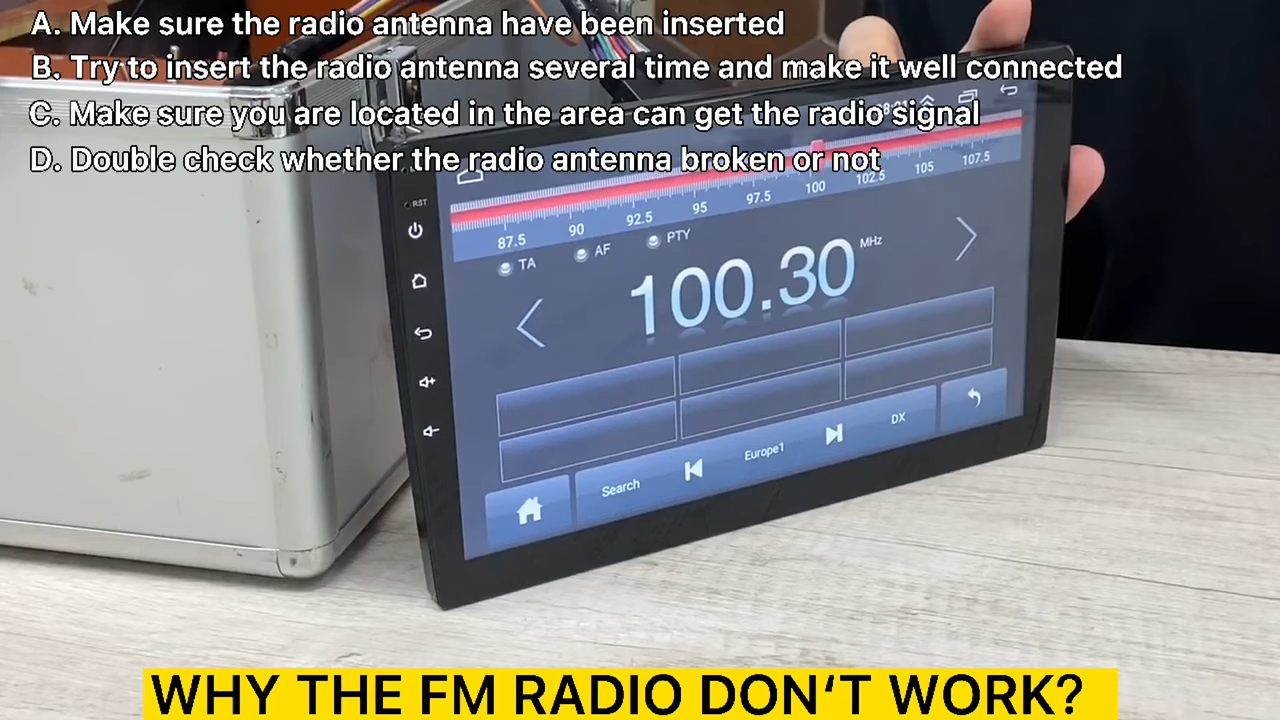 A. Make sure the radio antenna have been inserted
B. Try to insert the radio antenna several time and make it well connected
C. Make sure you are located in the area can get the radio signal
D. Double check whether the radio antenna broken or not
RST
87.5 90 92.5 95 97.5 100 102.5 105 107.5
TA AF PTY
100.30 MHz
Search Europe1 DX
WHY THE FM RADIO DON‘T WORK?